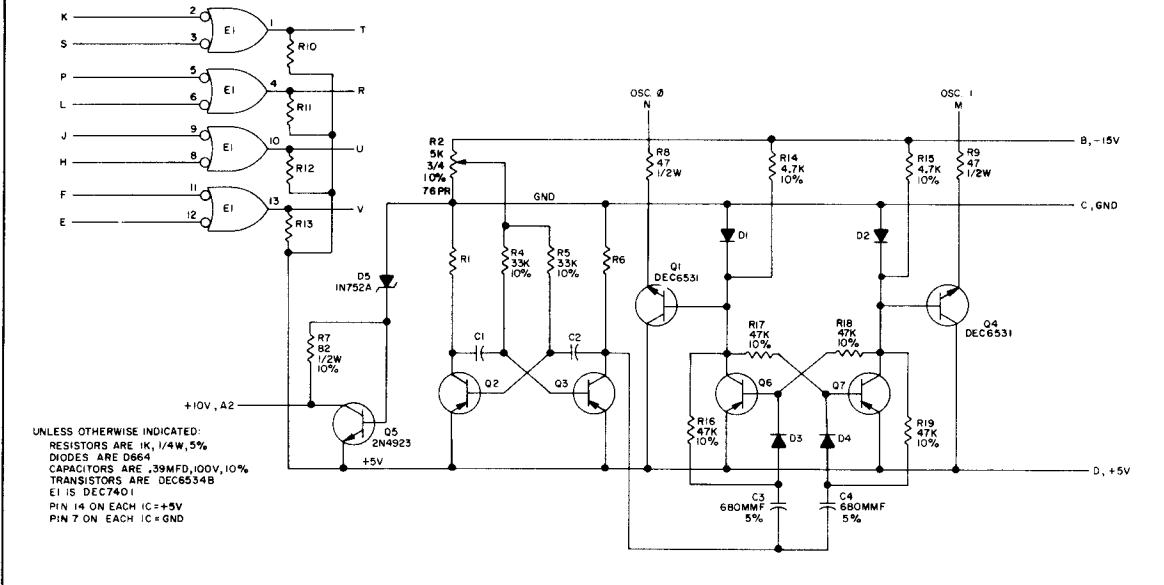 K 2 E1 1 T
S 3 R10
P 5 E1 4 R
L 6 R11
J 9 E1 10 U
H 8 R12
F 11 E1 13 V
E 12 R13
OSC. Ø
N
OSC. 1
M
B, -15V
R2
5K
3/4
10%
76PR
R8
47
1/2W
R14
4.7K
10%
R15
4.7K
10%
R9
47
1/2W
GND
C, GND
D5
1N752A
R1
R4
33K
10%
R5
33K
10%
R6
Q1
DEC6531
D1
D2
Q4
DEC6531
R7
82
1/2W
10%
C1
C2
R17
47K
10%
R18
47K
10%
Q2
Q3
Q6
Q7
+10V, A2
Q5
2N4923
R16
47K
10%
D3
D4
R19
47K
10%
+5V
D, +5V
C3
680MMF
5%
C4
680MMF
5%
UNLESS OTHERWISE INDICATED:
RESISTORS ARE 1K, 1/4W, 5%
DIODES ARE D664
CAPACITORS ARE .39MFD, 100V, 10%
TRANSISTORS ARE DEC6534B
E1 IS DEC7401
PIN 14 ON EACH IC = +5V
PIN 7 ON EACH IC = GND